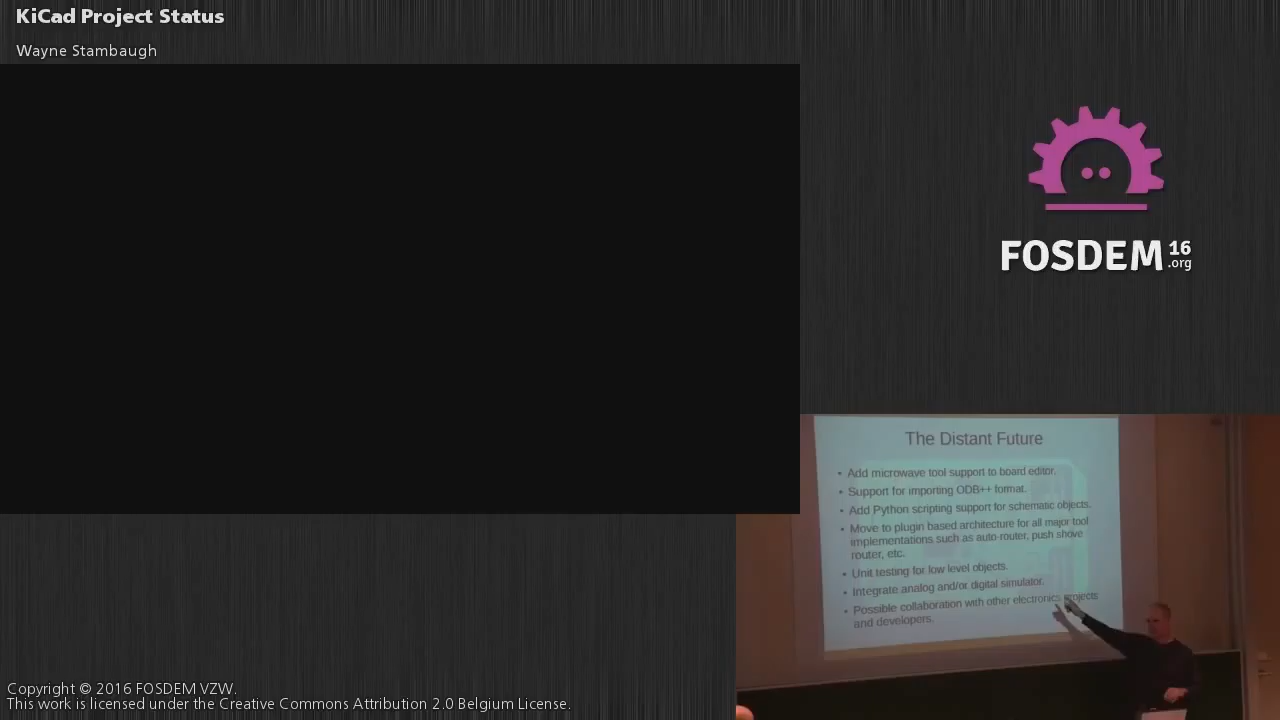 KiCad Project Status
Wayne Stambaugh
FOSDEM 16
.org
The Distant Future
• Add microwave tool support to board editor.
• Support for importing ODB++ format.
• Add Python scripting support for schematic objects.
• Move to plugin based architecture for all major tool
implementations such as auto-router, push shove
router, etc.
• Unit testing for low level objects.
• Integrate analog and/or digital simulator.
• Possible collaboration with other electronics projects
and developers.
Copyright © 2016 FOSDEM VZW.
This work is licensed under the Creative Commons Attribution 2.0 Belgium License.